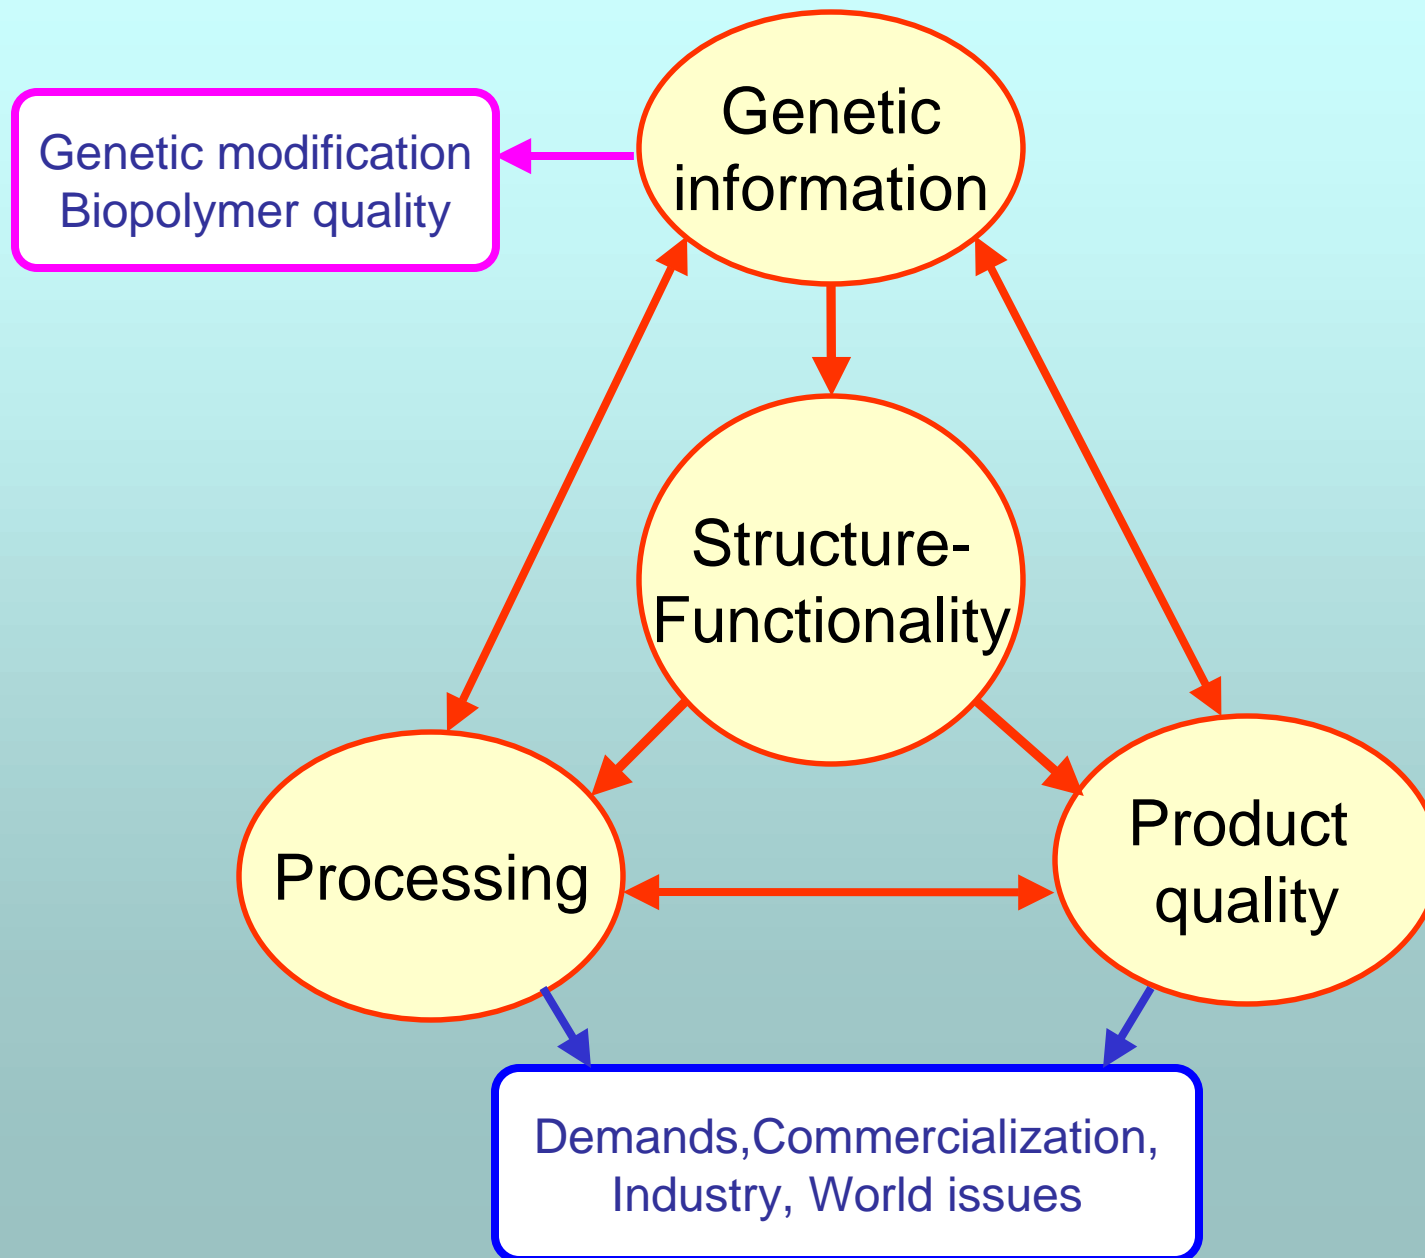 Genetic
information
Genetic modification
Biopolymer quality
Structure-
Functionality
Processing
Product
quality
Demands,Commercialization,
Industry, World issues